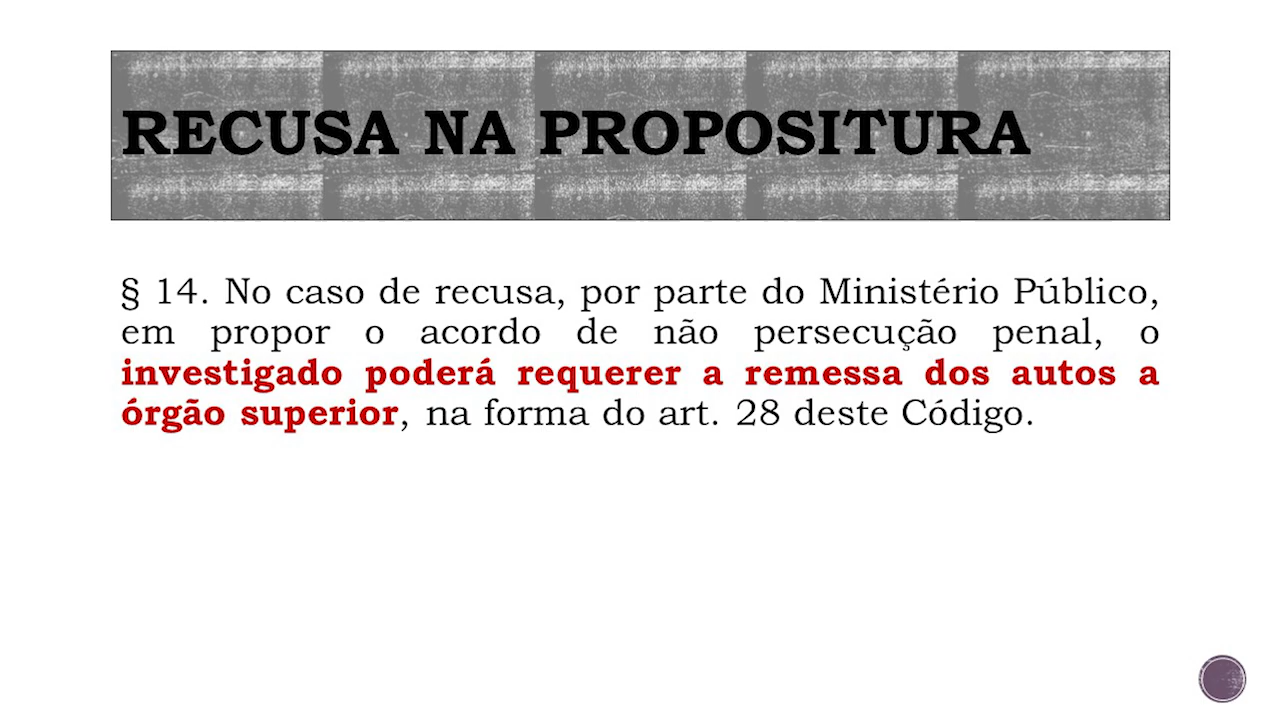 RECUSA NA PROPOSITURA
§ 14. No caso de recusa, por parte do Ministério Público,
em propor o acordo de não persecução penal, o
investigado poderá requerer a remessa dos autos a
órgão superior, na forma do art. 28 deste Código.